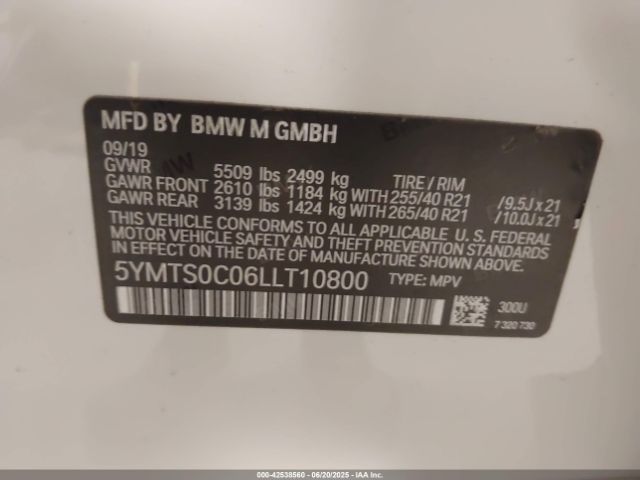 MFD BY BMW M GMBH
09/19
GVWR 5509 lbs 2499 kg TIRE / RIM
GAWR FRONT 2610 lbs 1184 kg WITH 255/40 R21 /9.5J x 21
GAWR REAR 3139 lbs 1424 kg WITH 265/40 R21 /10.0J x 21
THIS VEHICLE CONFORMS TO ALL APPLICABLE U. S. FEDERAL
MOTOR VEHICLE SAFETY AND THEFT PREVENTION STANDARDS
IN EFFECT ON THE DATE OF MANUFACTURE SHOWN ABOVE.
5YMTS0C06LLT10800 TYPE: MPV
300U
7 320 730
000-42538560 - 06/20/2025 - IAA Inc.